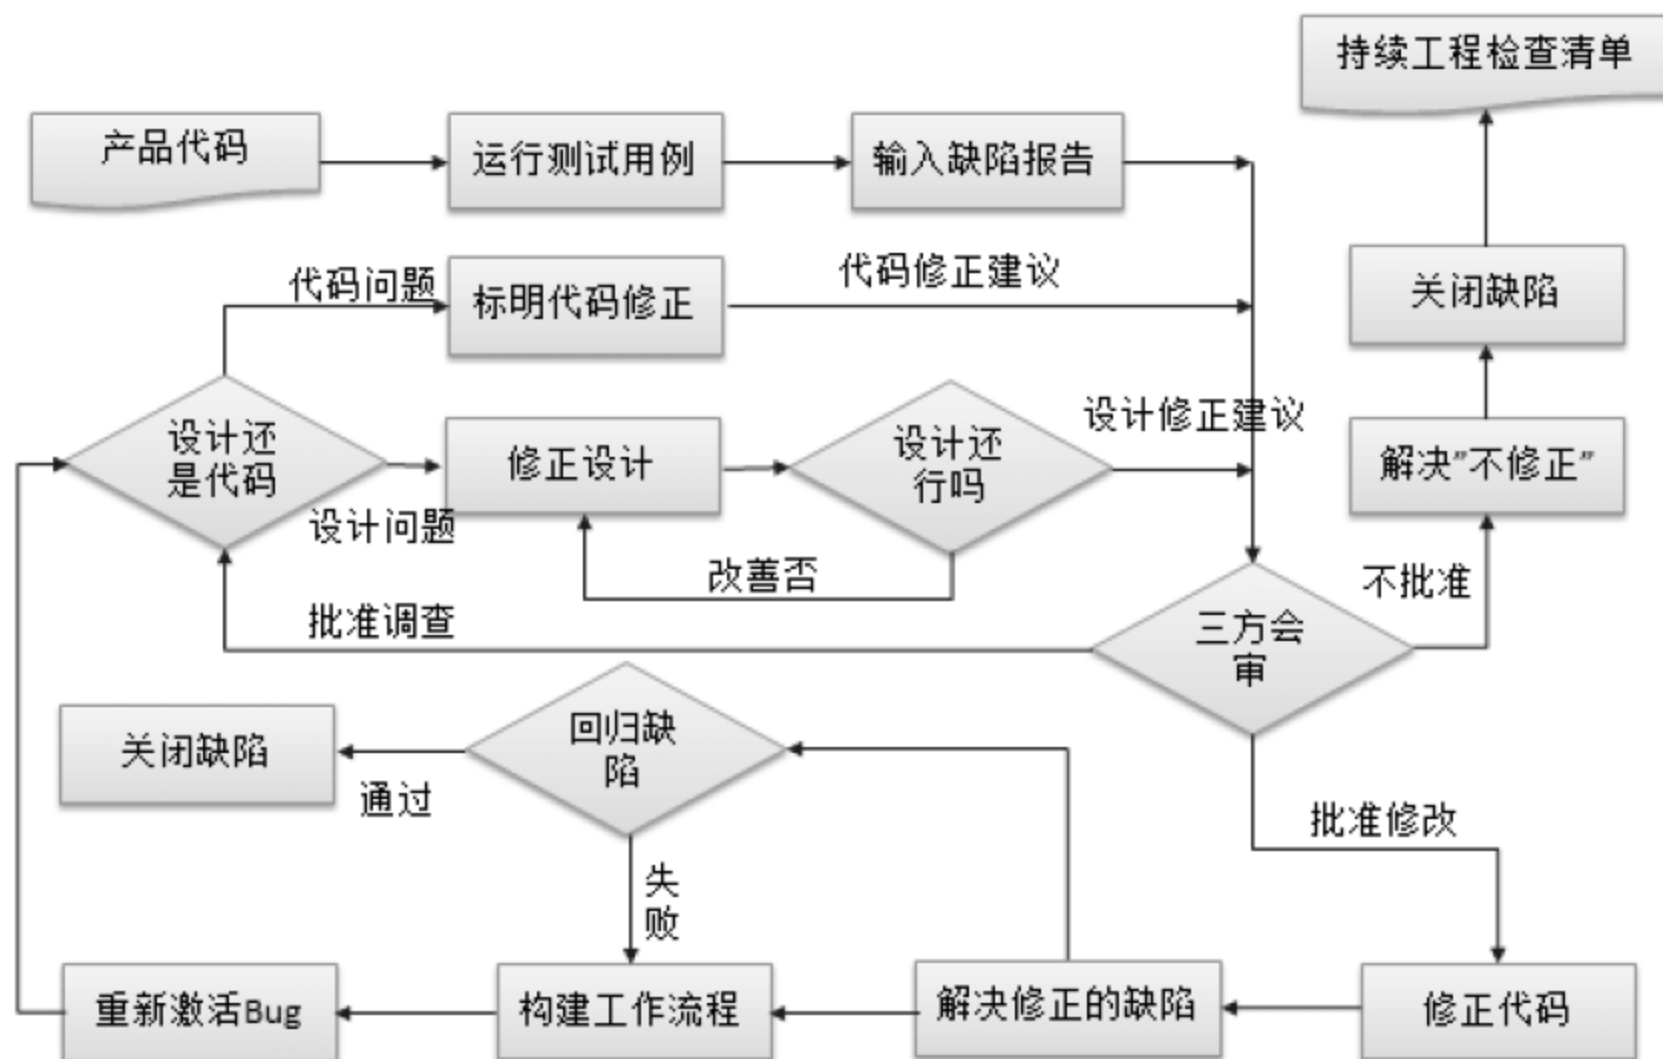 持续工程检查清单
产品代码
运行测试用例
输入缺陷报告
代码问题
标明代码修正
代码修正建议
关闭缺陷
设计还
是代码
修正设计
设计还
行吗
设计修正建议
解决”不修正”
设计问题
改善否
不批准
批准调查
三方会
审
关闭缺陷
回归缺
陷
通过
批准修改
失
败
重新激活Bug
构建工作流程
解决修正的缺陷
修正代码